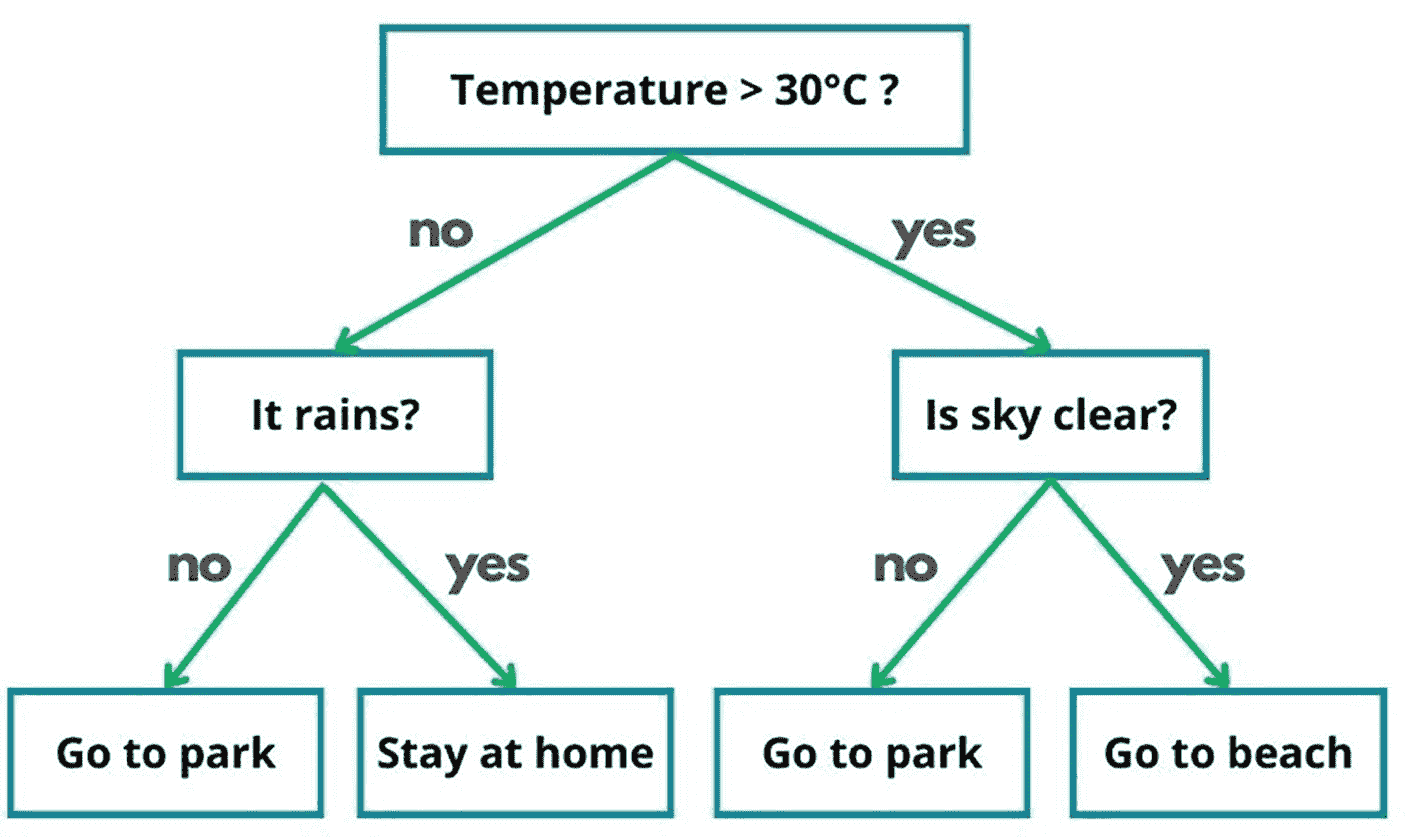 Temperature > 30°C ?
no
yes
It rains?
Is sky clear?
no
yes
no
yes
Go to park
Stay at home
Go to park
Go to beach